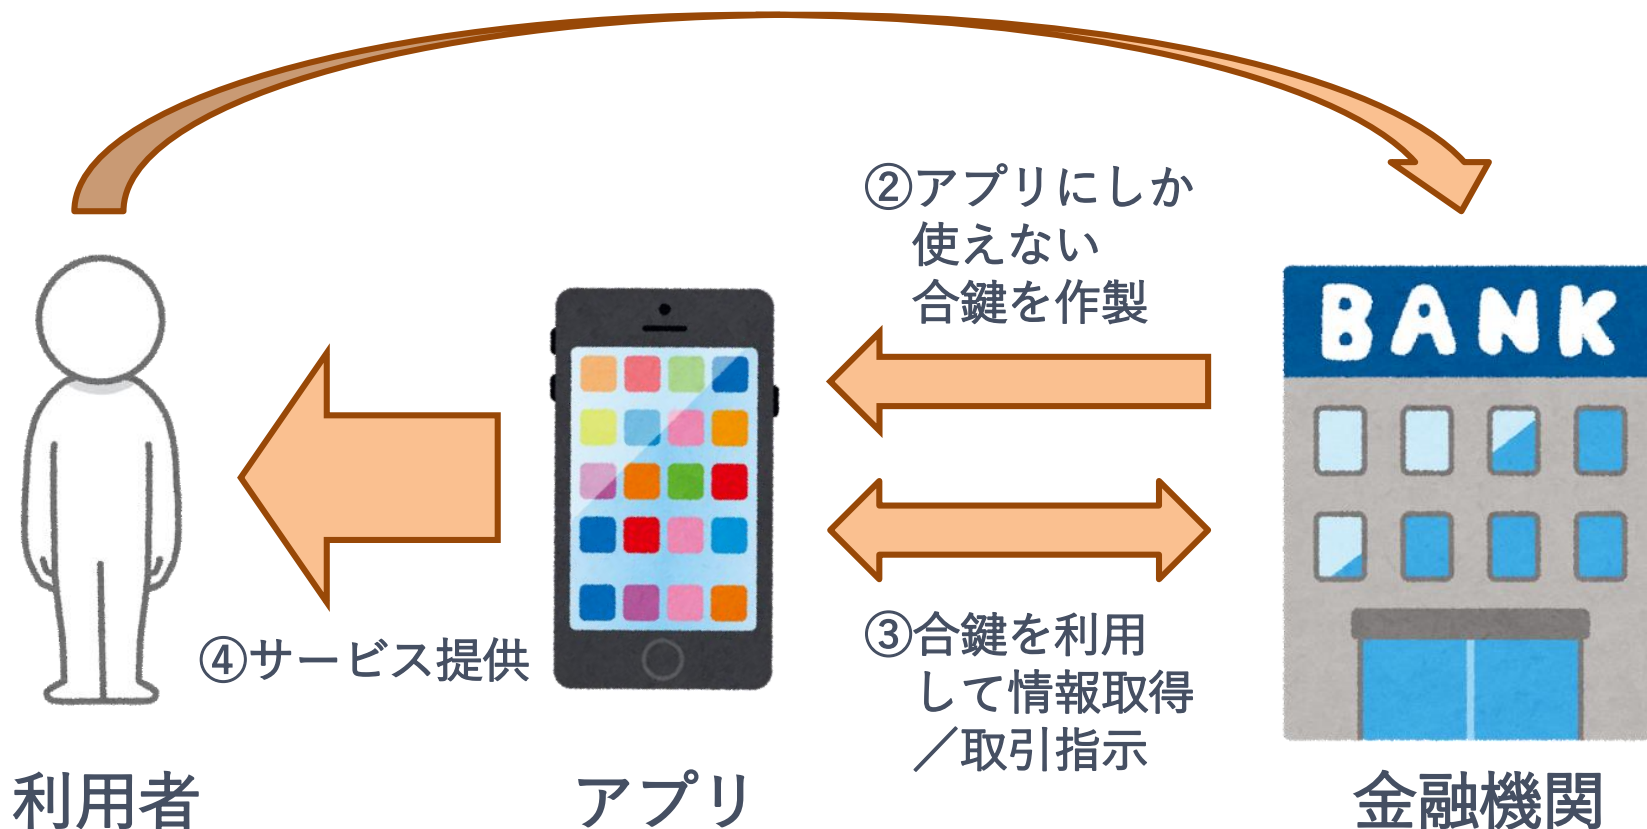 ②アプリにしか
使えない
合鍵を作製
BANK
③合鍵を利用
して情報取得
／取引指示
④サービス提供
利用者
アプリ
金融機関